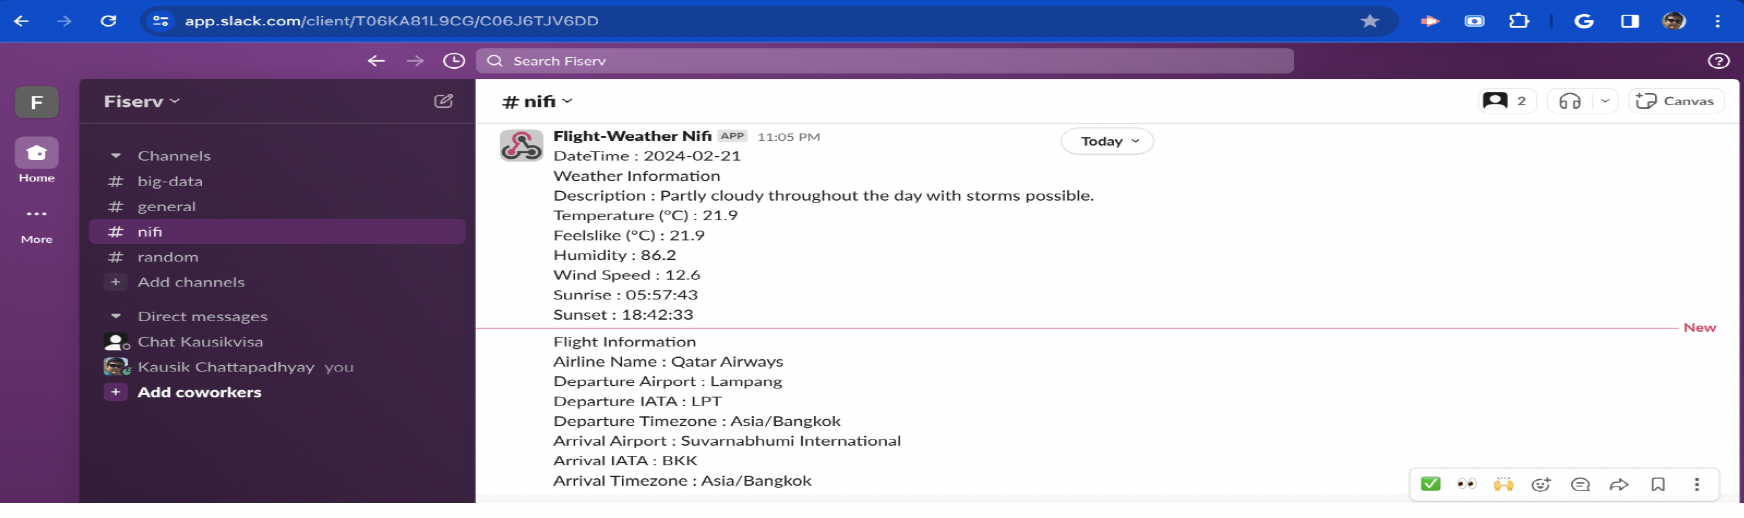 app.slack.com/client/T06KA81L9CG/C06J6TJV6DD
Search Fiserv
F
Home
More
Fiserv
Channels
# big-data
# general
# nifi
# random
+ Add channels
Direct messages
Chat Kausikvisa
Kausik Chattapadhyay you
+ Add coworkers
# nifi
2
Canvas
Today
Flight-Weather Nifi APP 11:05 PM
DateTime : 2024-02-21
Weather Information
Description : Partly cloudy throughout the day with storms possible.
Temperature (°C) : 21.9
Feelslike (°C) : 21.9
Humidity : 86.2
Wind Speed : 12.6
Sunrise : 05:57:43
Sunset : 18:42:33
New
Flight Information
Airline Name : Qatar Airways
Departure Airport : Lampang
Departure IATA : LPT
Departure Timezone : Asia/Bangkok
Arrival Airport : Suvarnabhumi International
Arrival IATA : BKK
Arrival Timezone : Asia/Bangkok